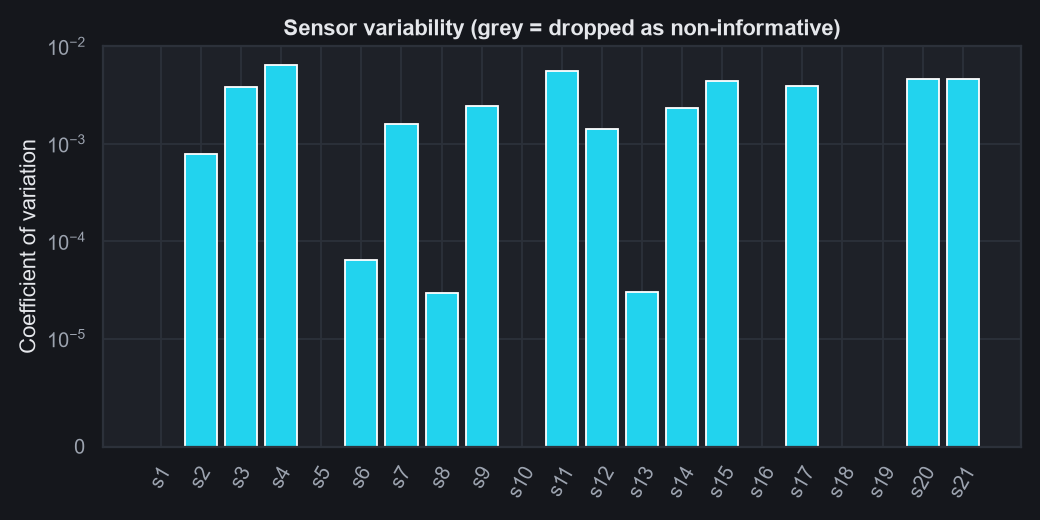 Sensor variability (grey = dropped as non-informative)
Coefficient of variation
10⁻²
10⁻³
10⁻⁴
10⁻⁵
0
s1 s2 s3 s4 s5 s6 s7 s8 s9 s10 s11 s12 s13 s14 s15 s16 s17 s18 s19 s20 s21